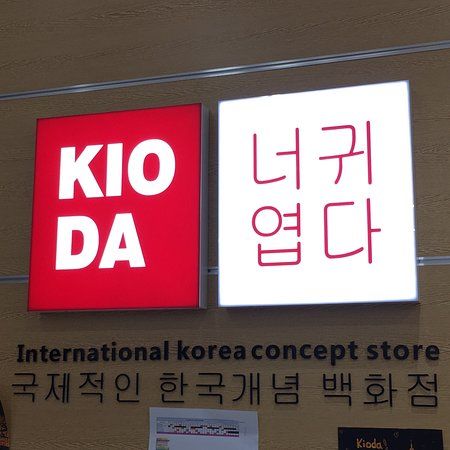 KIO
DA
너귀
엽다
International korea concept store
국제적인 한국개념 백화점
Kioda!